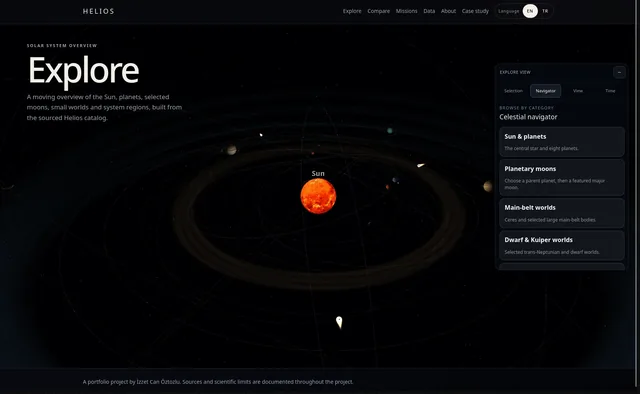 HELIOS
Explore Compare Missions Data About Case study Language EN TR
SOLAR SYSTEM OVERVIEW
Explore
A moving overview of the Sun, planets, selected
moons, small worlds and system regions, built from
the sourced Helios catalog.
Sun
EXPLORE VIEW
Selection Navigator View Time
BROWSE BY CATEGORY
Celestial navigator
Sun & planets
The central star and eight planets.
Planetary moons
Choose a parent planet, then a featured major
moon.
Main-belt worlds
Ceres and selected large main-belt bodies.
Dwarf & Kuiper worlds
Selected trans-Neptunian and dwarf worlds.
A portfolio project by İzzet Can Öztozlu. Sources and scientific limits are documented throughout the project.